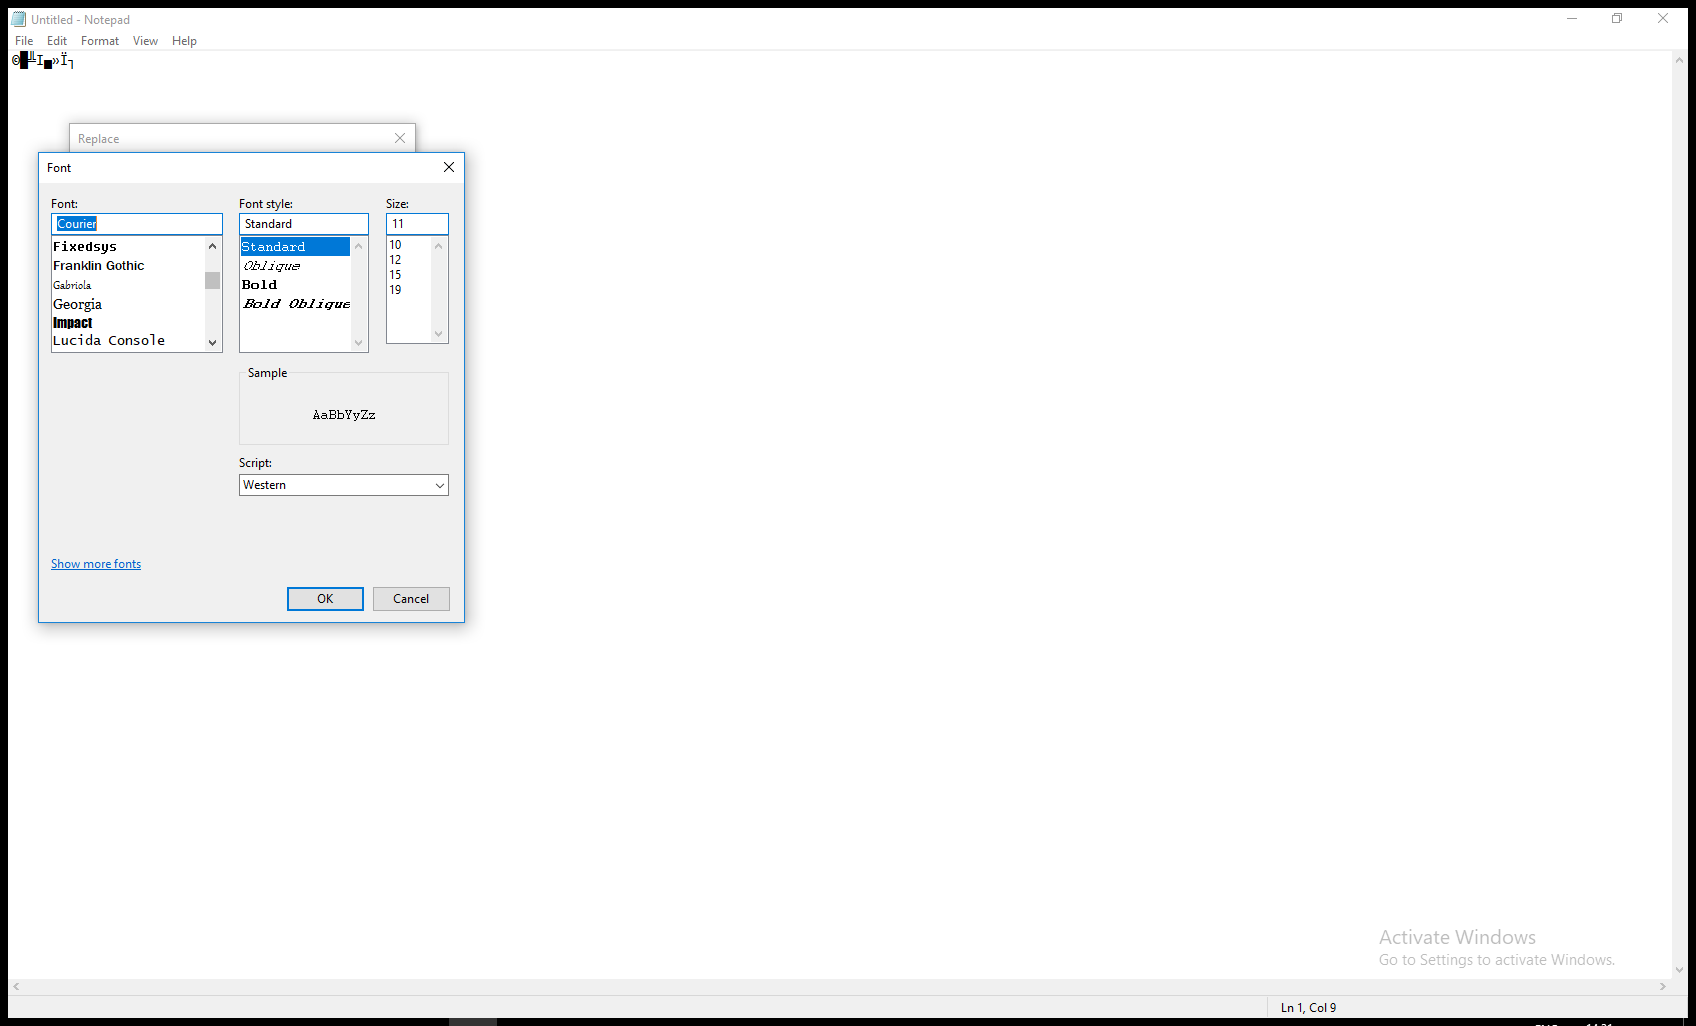 Untitled - Notepad
File Edit Format View Help
Replace
Font
Font: Font style: Size:
Courier Standard 11
Fixedsys
Franklin Gothic
Gabriola
Georgia
Impact
Lucida Console
Standard
Oblique
Bold
Bold Oblique
10
12
15
19
Sample
AaBbYyZz
Script:
Western
Show more fonts
OK Cancel
Activate Windows
Go to Settings to activate Windows.
Ln 1, Col 9